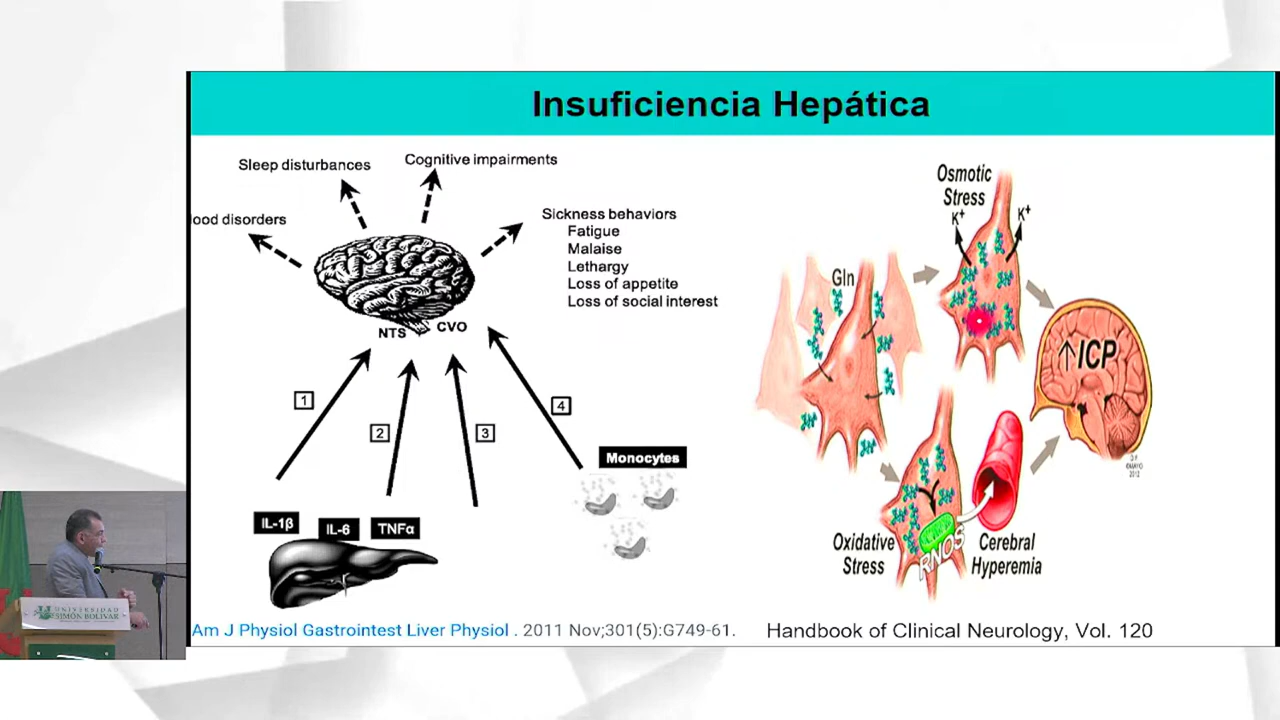 Insuficiencia Hepática
Sleep disturbances
Cognitive impairments
ood disorders
Sickness behaviors
Fatigue
Malaise
Lethargy
Loss of appetite
Loss of social interest
NTS
CVO
1
2
3
4
Monocytes
IL-1β
IL-6
TNFα
Am J Physiol Gastrointest Liver Physiol . 2011 Nov;301(5):G749-61.
Osmotic
Stress
K+
K+
Gln
↑ICP
Oxidative
Stress
RNOS
Cerebral
Hyperemia
©MAYO
2012
Handbook of Clinical Neurology, Vol. 120
UNIVERSIDAD
SIMÓN BOLÍVAR